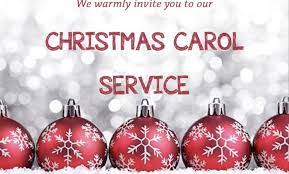 We warmly invite you to our
CHRISTMAS CAROL
SERVICE